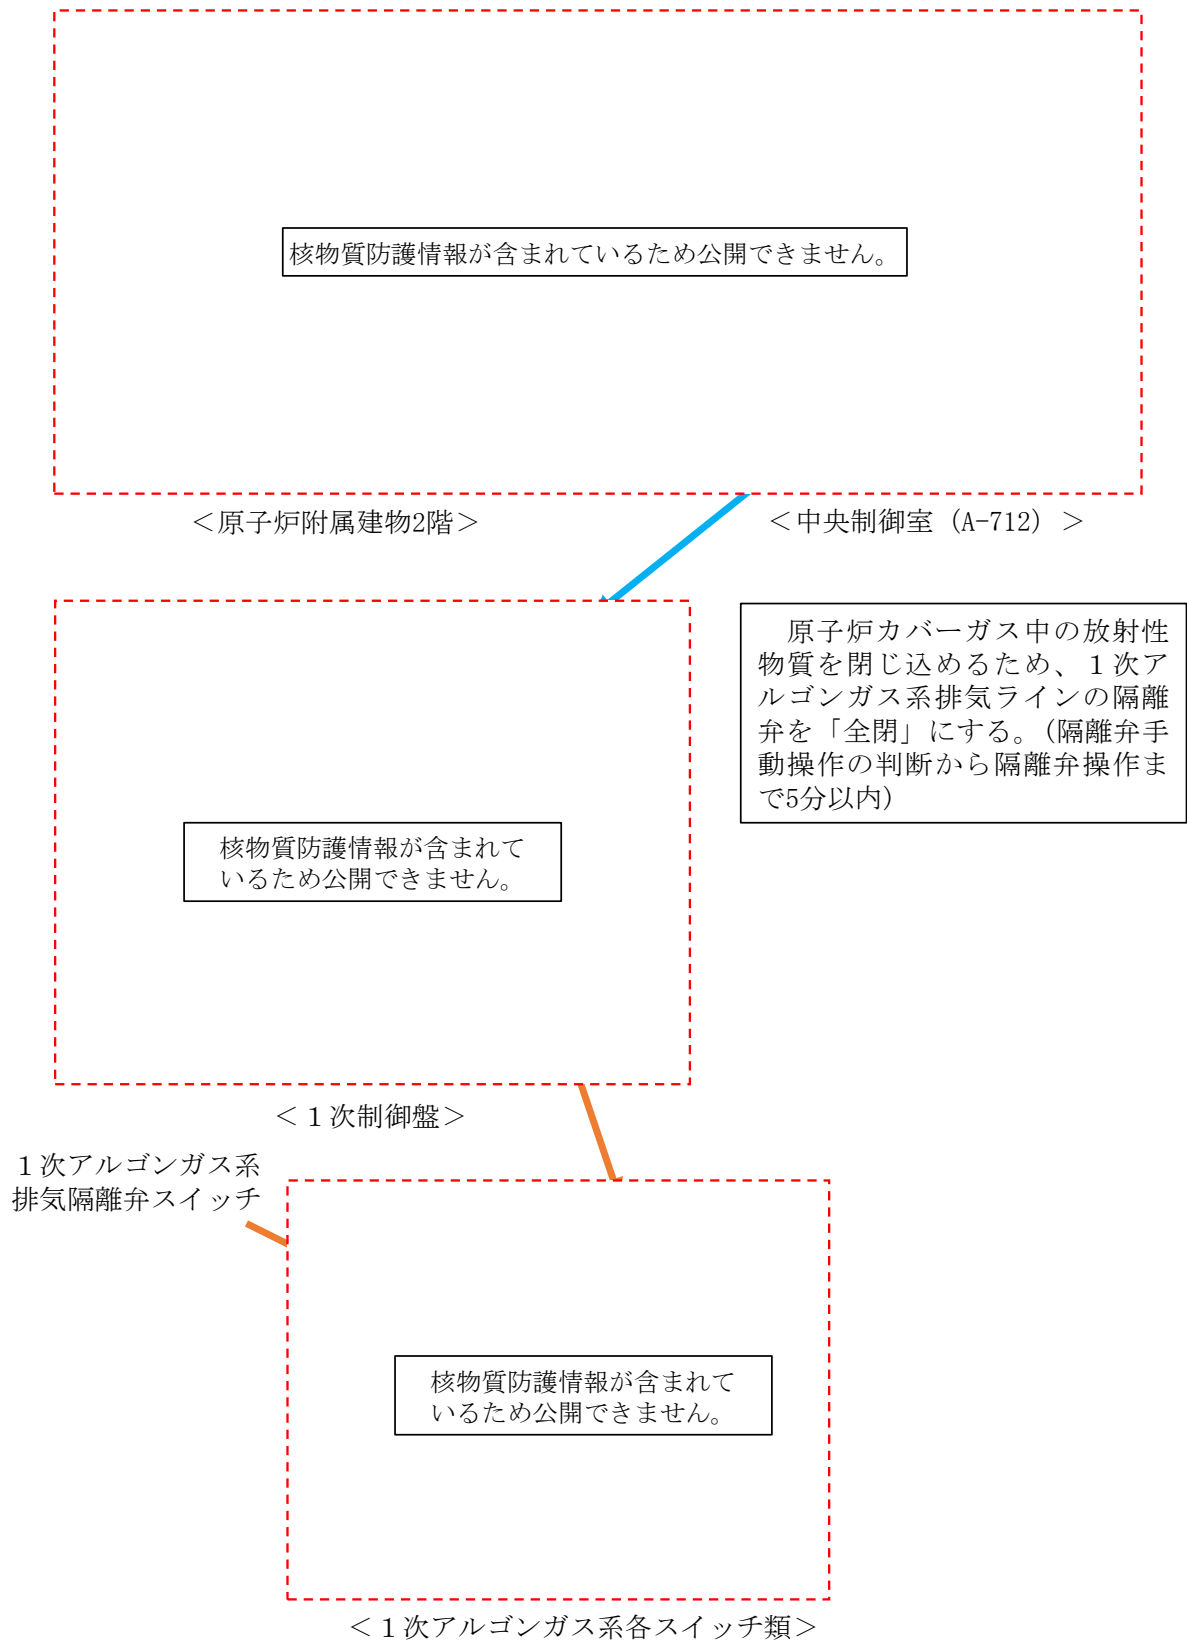 核物質防護情報が含まれているため公開できません。
＜原子炉附属建物2階＞
＜中央制御室（A-712）＞
原子炉カバーガス中の放射性
物質を閉じ込めるため、１次ア
ルゴンガス系排気ラインの隔離
弁を「全閉」にする。（隔離弁手
動操作の判断から隔離弁操作ま
で5分以内）
核物質防護情報が含まれて
いるため公開できません。
＜１次制御盤＞
１次アルゴンガス系
排気隔離弁スイッチ
核物質防護情報が含まれて
いるため公開できません。
＜１次アルゴンガス系各スイッチ類＞